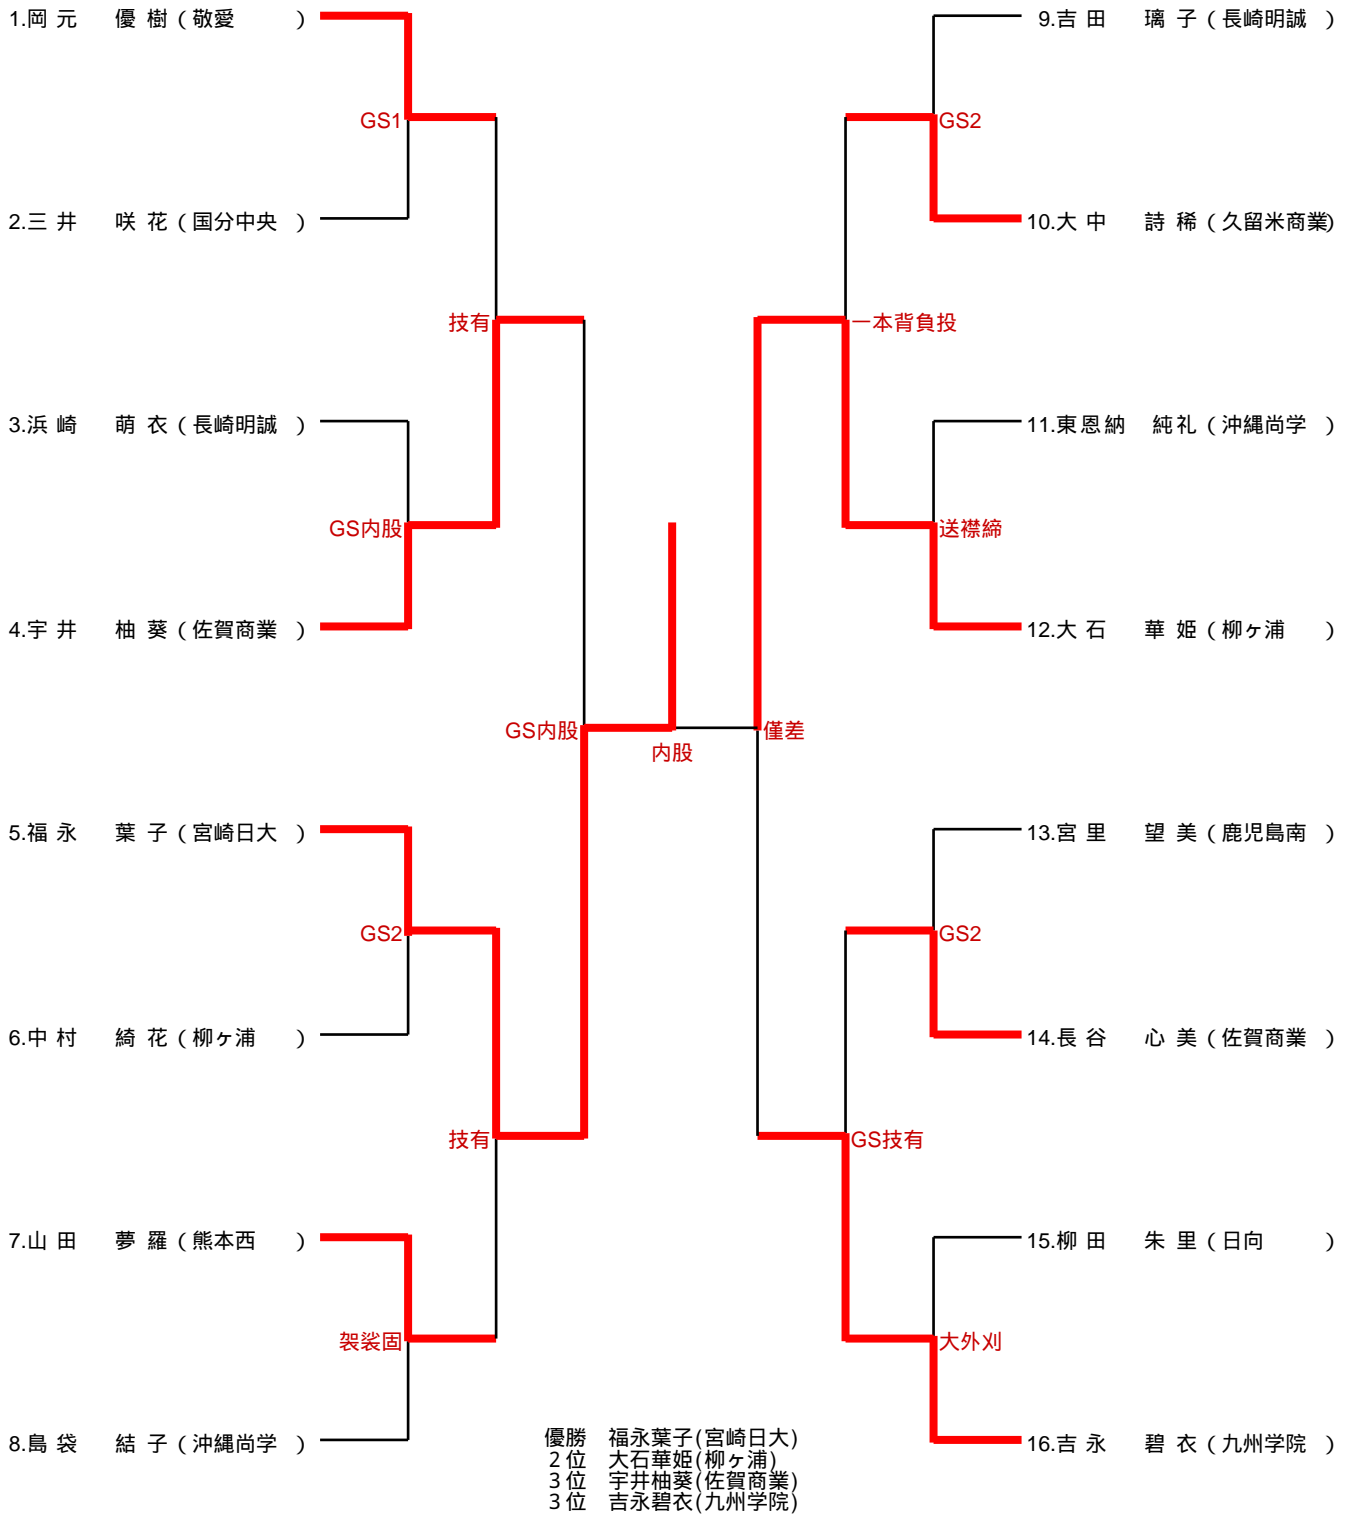 1.岡元 優樹(敬愛 )
GS1
2.三井 咲花(国分中央 )
技有
3.浜崎 萌衣(長崎明誠 )
GS内股
4.宇井 柚葵(佐賀商業 )
GS内股
5.福永 葉子(宮崎日大 )
GS2
6.中村 綺花(柳ヶ浦 )
技有
7.山田 夢羅(熊本西 )
袈裟固
8.島袋 結子(沖縄尚学 )
内股
9.吉田 璃子(長崎明誠 )
GS2
10.大中 詩稀(久留米商業)
一本背負投
11.東恩納 純礼(沖縄尚学 )
送襟締
12.大石 華姫(柳ヶ浦 )
僅差
13.宮里 望美(鹿児島南 )
GS2
14.長谷 心美(佐賀商業 )
GS技有
15.柳田 朱里(日向 )
大外刈
16.吉永 碧衣(九州学院 )
優勝 福永葉子(宮崎日大)
2位 大石華姫(柳ヶ浦)
3位 宇井柚葵(佐賀商業)
3位 吉永碧衣(九州学院)